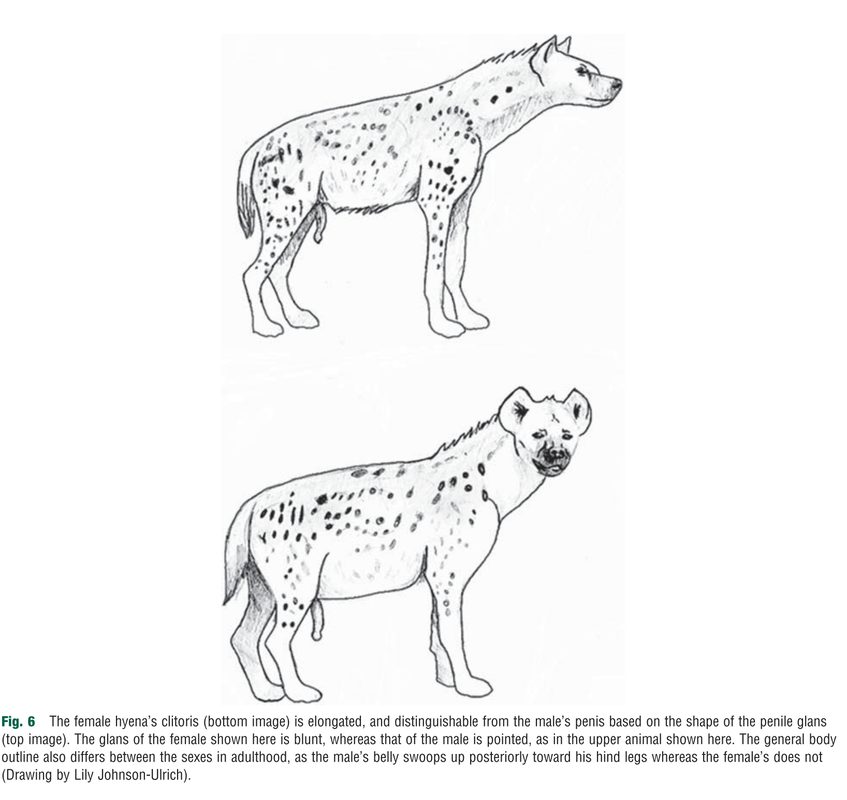 Fig. 6 The female hyena's clitoris (bottom image) is elongated, and distinguishable from the male's penis based on the shape of the penile glans
(top image). The glans of the female shown here is blunt, whereas that of the male is pointed, as in the upper animal shown here. The general body
outline also differs between the sexes in adulthood, as the male's belly swoops up posteriorly toward his hind legs whereas the female's does not
(Drawing by Lily Johnson-Ulrich).